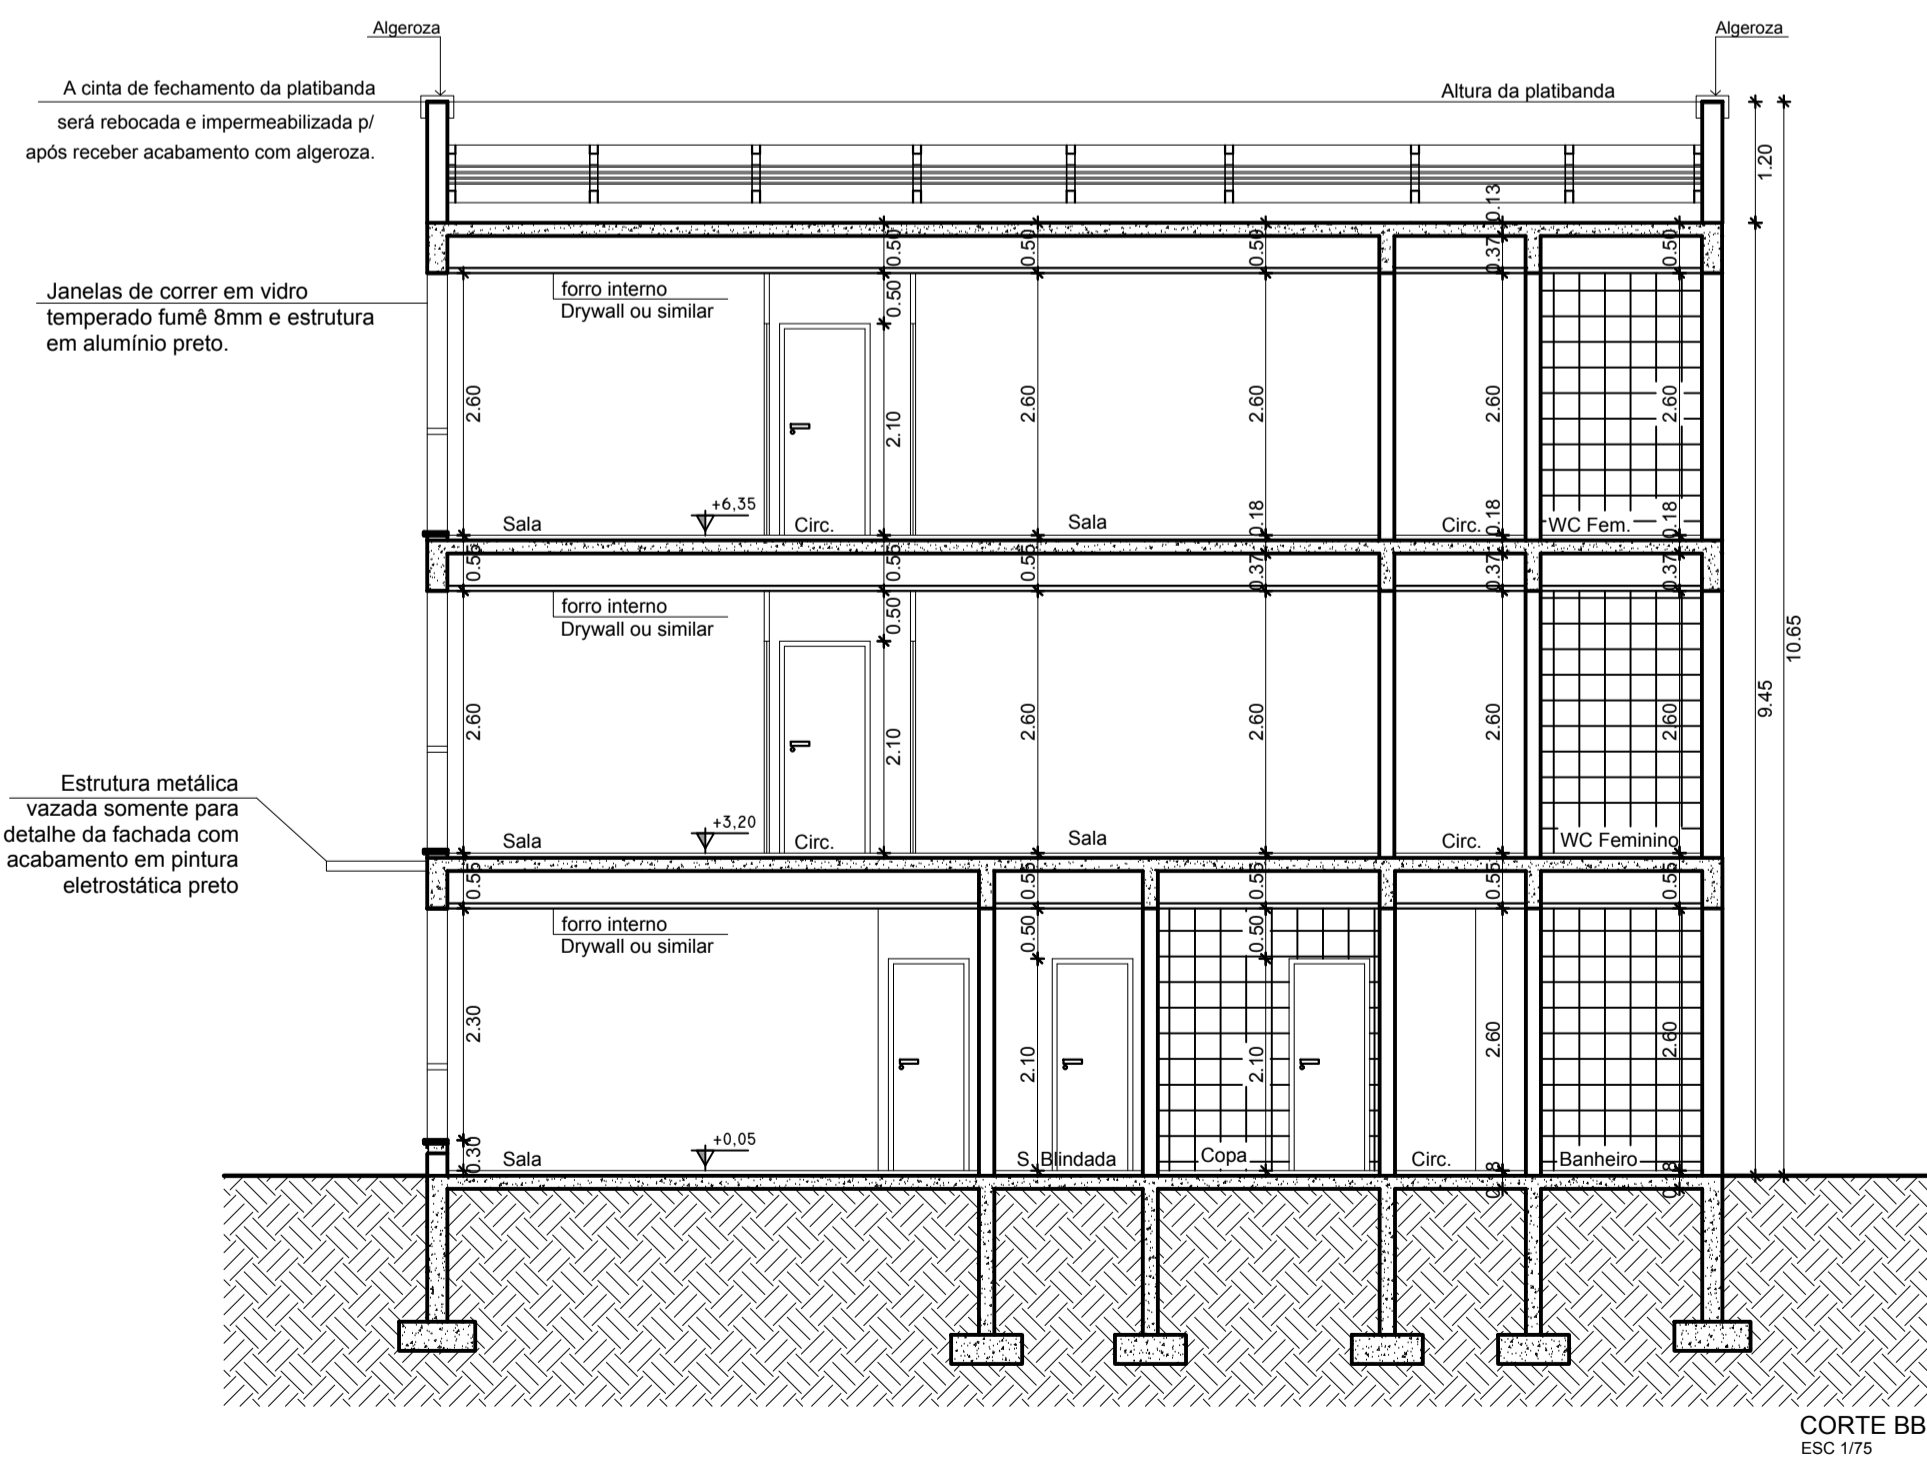 Algeroza
Algeroza
A cinta de fechamento da platibanda
será rebocada e impermeabilizada p/
após receber acabamento com algeroza.
Altura da platibanda
1.20
0.13
0.50
0.50
0.50
0.37
0.50
Janelas de correr em vidro
temperado fumê 8mm e estrutura
em alumínio preto.
forro interno
Drywall ou similar
0.50
2.60
2.10
2.60
2.60
2.60
2.60
Sala
+6,35
Circ.
Sala
0.18
Circ.
0.18
WC Fem.
0.18
0.55
0.55
0.55
0.37
0.37
0.37
forro interno
Drywall ou similar
0.50
10.65
9.45
2.60
2.10
2.60
2.60
2.60
2.60
Estrutura metálica
vazada somente para
detalhe da fachada com
acabamento em pintura
eletrostática preto
Sala
+3,20
Circ.
Sala
Circ.
WC Feminino
0.55
0.55
0.55
0.55
0.55
forro interno
Drywall ou similar
0.50
0.50
2.30
2.10
2.10
2.60
2.60
0.30
Sala
+0,05
S. Blindada
Copa
Circ.
Banheiro
CORTE BB
ESC 1/75